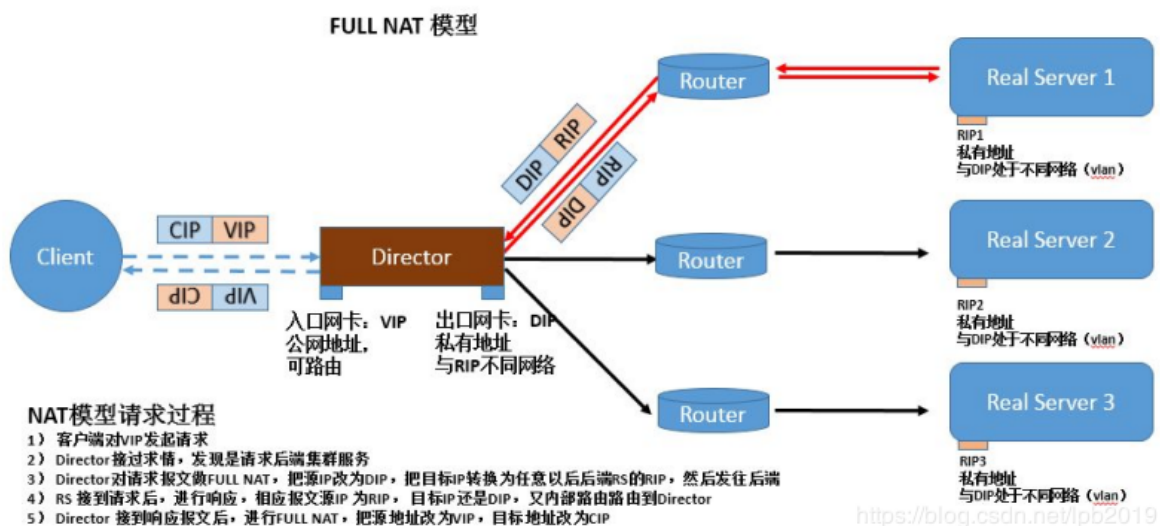 FULL NAT 模型
Router
Real Server 1
RIP1
私有地址
与DIP处于不同网络（vlan）
DIP RIP
RIP DIP
Client
CIP VIP
VIP CIP
Director
Router
Real Server 2
RIP2
私有地址
与DIP处于不同网络（vlan）
入口网卡：VIP
公网地址，
可路由
出口网卡：DIP
私有地址
与RIP不同网络
Router
Real Server 3
RIP3
私有地址
与DIP处于不同网络（vlan）
NAT模型请求过程
1） 客户端对VIP发起请求
2） Director接过求情，发现是请求后端集群服务
3） Director对请求报文做FULL NAT，把源IP改为DIP，把目标IP转换为任意以后后端RS的RIP，然后发往后端
4） RS 接到请求后，进行响应，相应报文源IP 为RIP，目标IP还是DIP，又内部路由路由到Director
5） Director 接到响应报文后，进行FULL NAT，把源地址改为VIP，目标地址改为CIP
https://blog.csdn.net/lpb2019